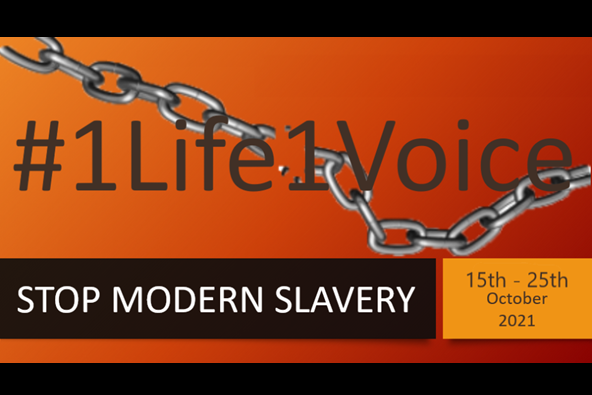 #1Life1Voice
STOP MODERN SLAVERY
15th - 25th
October
2021